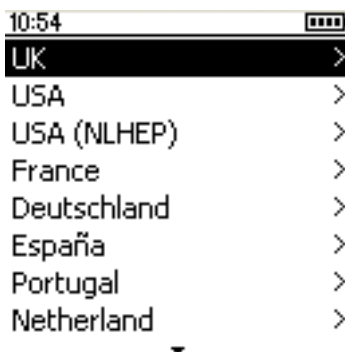 10:54
UK
USA
USA (NLHEP)
France
Deutschland
España
Portugal
Netherland